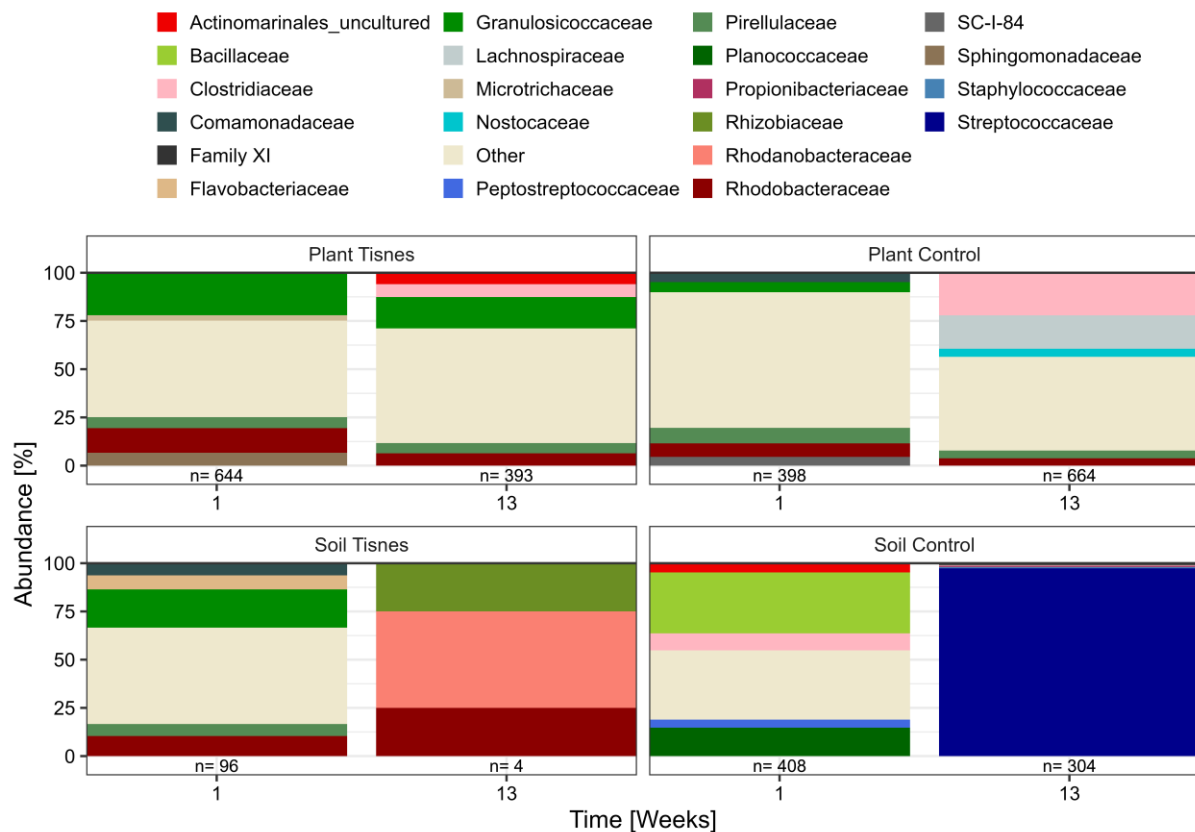 Actinomarinales_uncultured Granulosicoccaceae Pirellulaceae SC-I-84
Bacillaceae Lachnospiraceae Planococcaceae Sphingomonadaceae
Clostridiaceae Microtrichaceae Propionibacteriaceae Staphylococcaceae
Comamonadaceae Nostocaceae Rhizobiaceae Streptococcaceae
Family XI Other Rhodanobacteraceae
Flavobacteriaceae Peptostreptococcaceae Rhodobacteraceae
Plant Tisnes Plant Control
100
75
50
25
0
n= 644 n= 393 n= 398 n= 664
1 13 1 13
Abundance [%]
Soil Tisnes Soil Control
100
75
50
25
0
n= 96 n= 4 n= 408 n= 304
1 13 1 13
Time [Weeks]